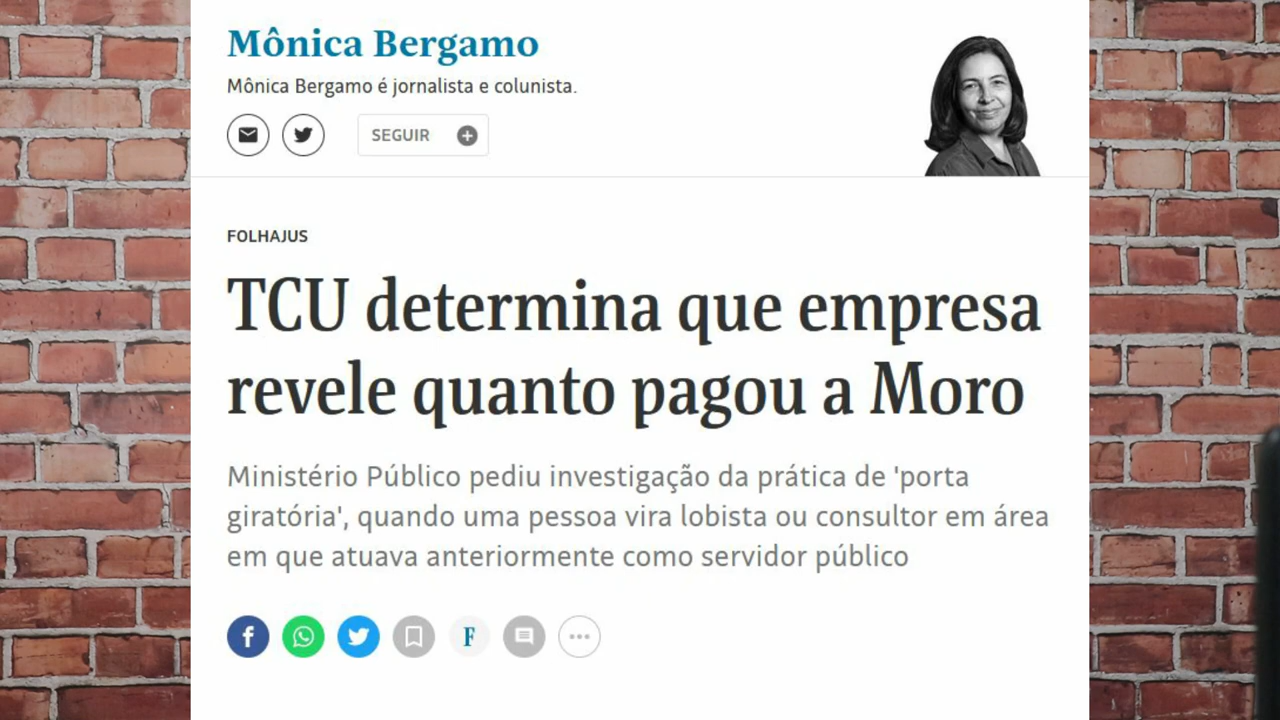 Mônica Bergamo
Mônica Bergamo é jornalista e colunista.
SEGUIR
FOLHAJUS
TCU determina que empresa
revele quanto pagou a Moro
Ministério Público pediu investigação da prática de 'porta
giratória', quando uma pessoa vira lobista ou consultor em área
em que atuava anteriormente como servidor público
F